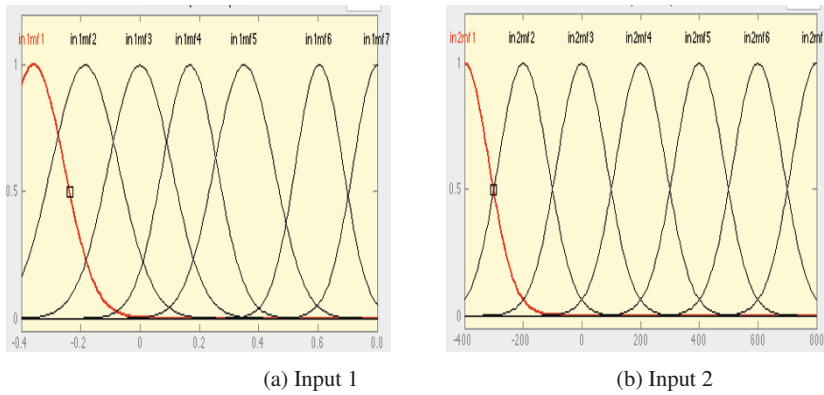 in1mf1 in1mf2 in1mf3 in1mf4 in1mf5 in1mf6 in1mf7
1
0.5
0
-0.4 -0.2 0 0.2 0.4 0.6 0.8
(a) Input 1
in2mf1 in2mf2 in2mf3 in2mf4 in2mf5 in2mf6 in2mf
1
0.5
0
-400 -200 0 200 400 600 800
(b) Input 2